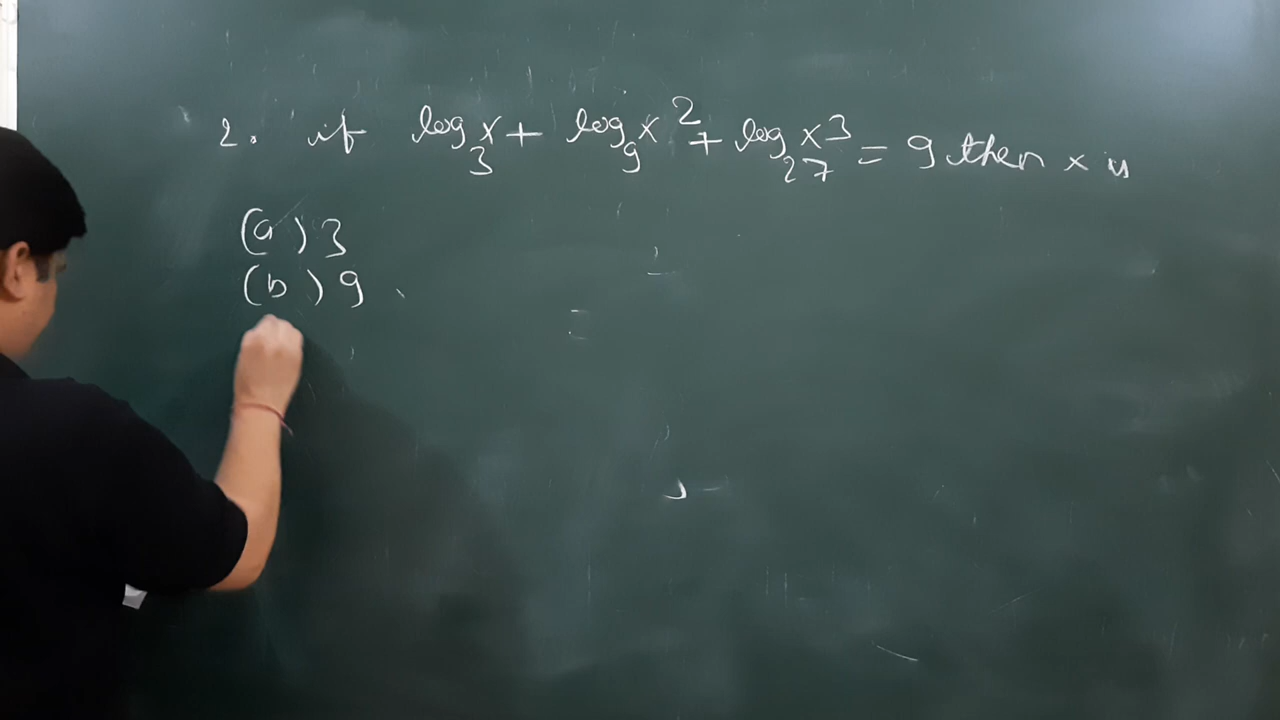 2. if log₃x + log₉x² + log₂₇x³ = 9 then x is
(a) 3
(b) 9